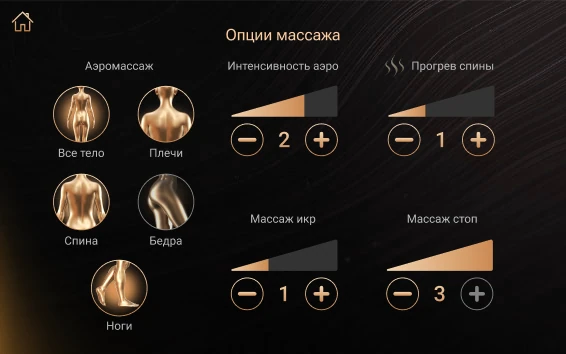 Опции массажа
Аэромассаж
Все тело
Плечи
Спина
Бедра
Ноги
Интенсивность аэро
2
Прогрев спины
1
Массаж икр
1
Массаж стоп
3